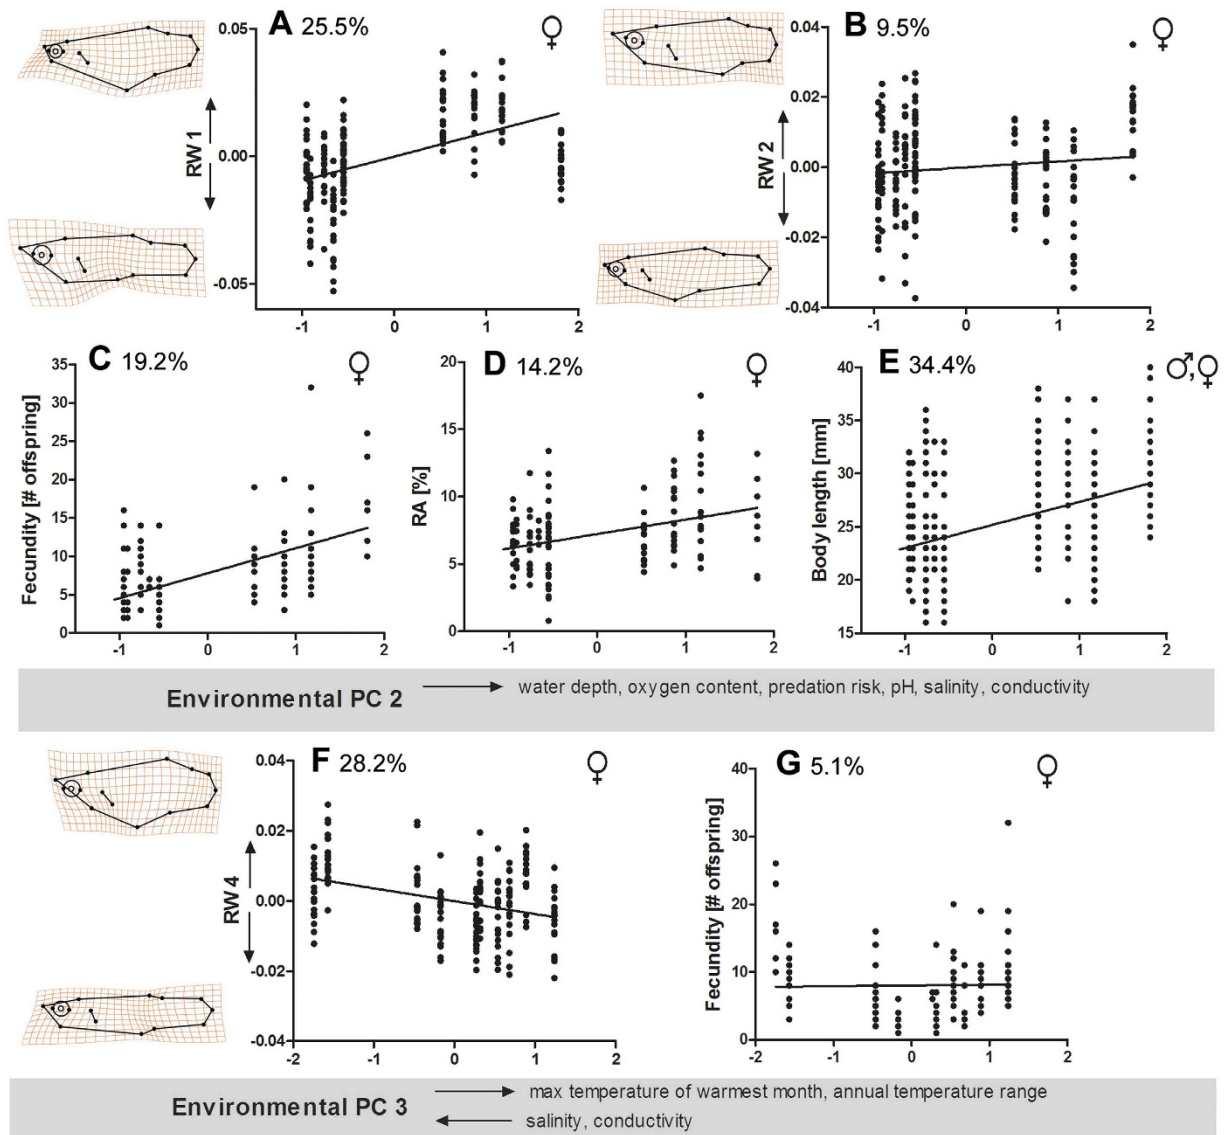 A 25.5%
♀
RW 1
0.05
0.00
-0.05
-1 0 1 2
B 9.5%
♀
RW 2
0.04
0.02
0.00
-0.02
-0.04
-1 0 1 2
C 19.2%
♀
Fecundity [# offspring]
35
30
25
20
15
10
5
0
-1 0 1 2
D 14.2%
♀
RA [%]
20
15
10
5
0
-1 0 1 2
E 34.4%
♂,♀
Body length [mm]
40
35
30
25
20
15
-1 0 1 2
Environmental PC 2
water depth, oxygen content, predation risk, pH, salinity, conductivity
F 28.2%
♀
RW 4
0.04
0.02
0.00
-0.02
-0.04
-2 -1 0 1 2
G 5.1%
♀
Fecundity [# offspring]
40
30
20
10
0
-2 -1 0 1 2
Environmental PC 3
max temperature of warmest month, annual temperature range
salinity, conductivity